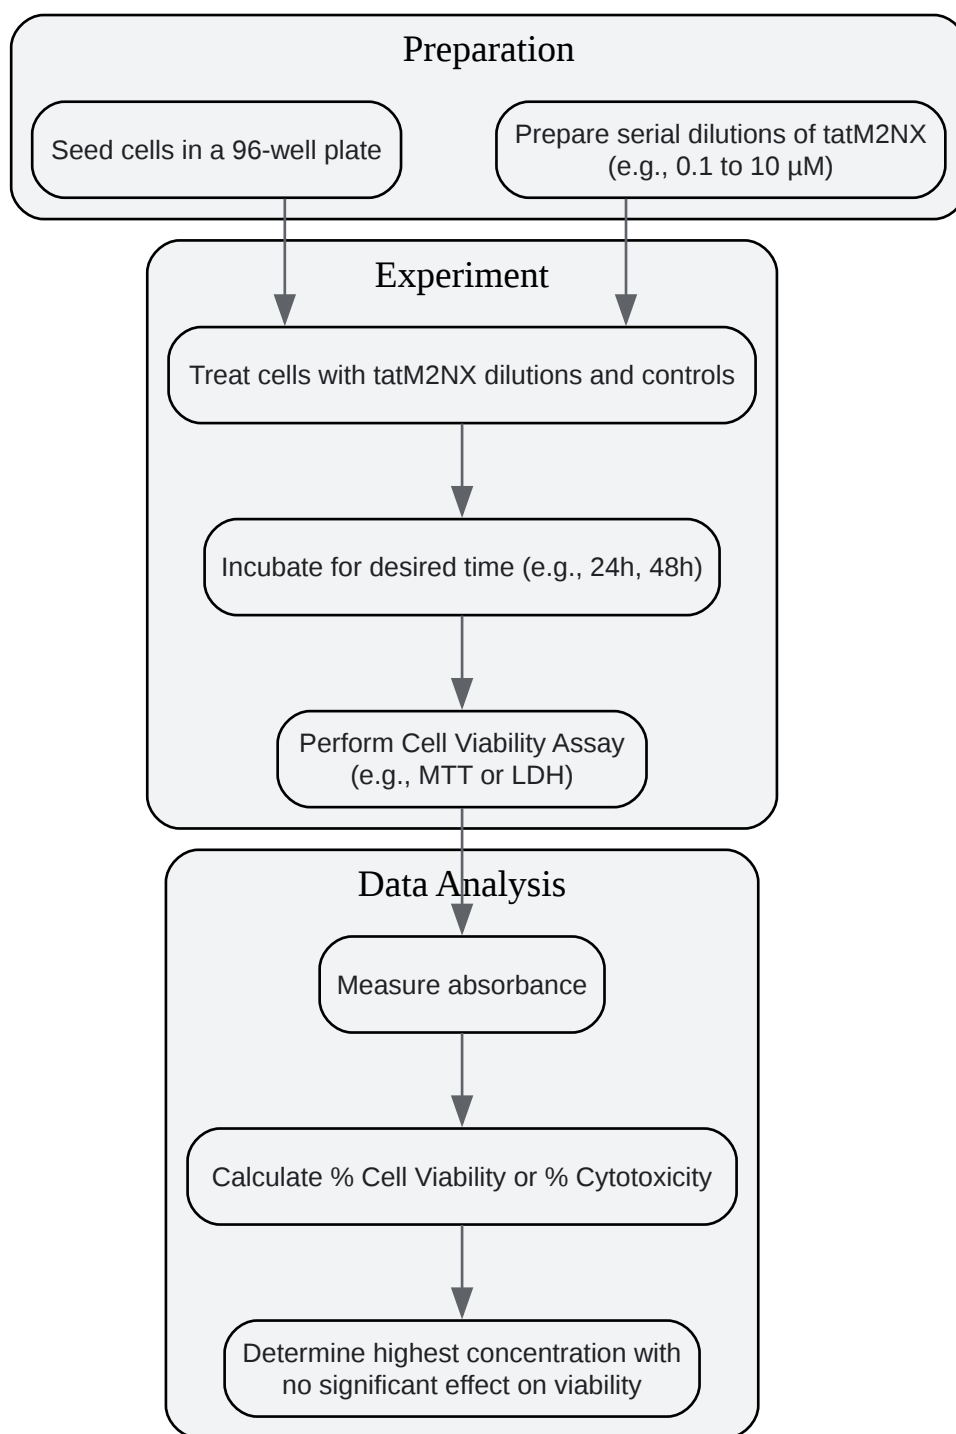 Preparation
Seed cells in a 96-well plate
Prepare serial dilutions of tatM2NX
(e.g., 0.1 to 10 µM)
Experiment
Treat cells with tatM2NX dilutions and controls
Incubate for desired time (e.g., 24h, 48h)
Perform Cell Viability Assay
(e.g., MTT or LDH)
Data Analysis
Measure absorbance
Calculate % Cell Viability or % Cytotoxicity
Determine highest concentration with
no significant effect on viability